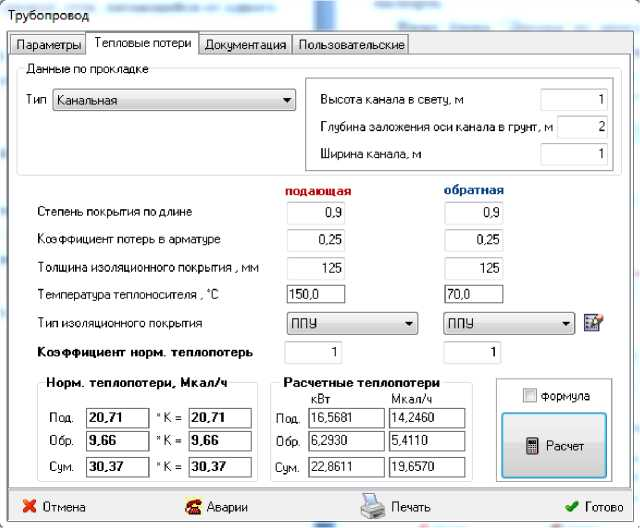 Трубопровод
Параметры Тепловые потери Документация Пользовательские
Данные по прокладке
Тип Канальная
Высота канала в свету, м 1
Глубина заложения оси канала в грунт, м 2
Ширина канала, м 1
подающая обратная
Степень покрытия по длине 0,9 0,9
Коэффициент потерь в арматуре 0,25 0,25
Толщина изоляционного покрытия , мм 125 125
Температура теплоносителя , °C 150,0 70,0
Тип изоляционного покрытия ППУ ППУ
Коэффициент норм. теплопотерь 1 1
Норм. теплопотери, Мкал/ч
Под. 20,71 * K = 20,71
Обр. 9,66 * K = 9,66
Сум. 30,37 * K = 30,37
Расчетные теплопотери
кВт Мкал/ч
Под. 16,5681 14,2460
Обр. 6,2930 5,4110
Сум. 22,8611 19,6570
формула
Расчет
Отмена Аварии Печать Готово